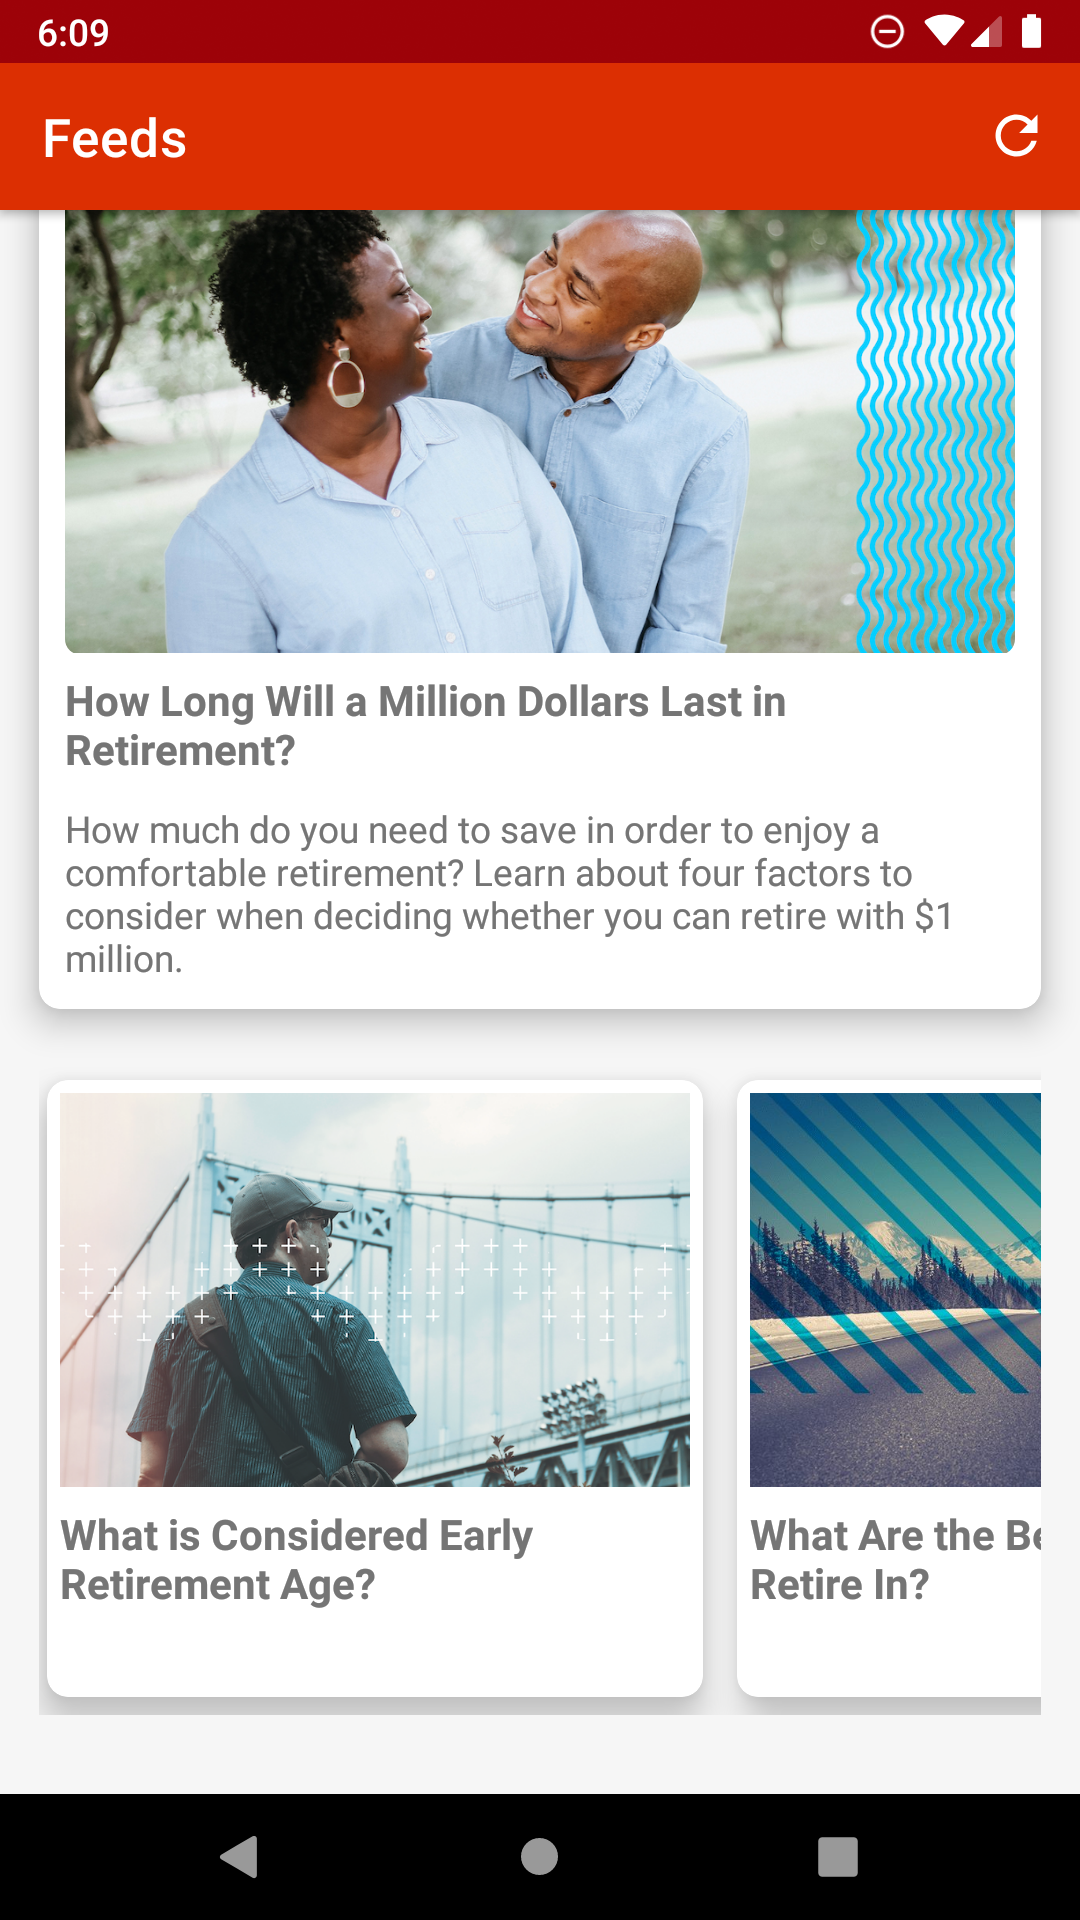 6:09
Feeds
How Long Will a Million Dollars Last in
Retirement?
How much do you need to save in order to enjoy a
comfortable retirement? Learn about four factors to
consider when deciding whether you can retire with $1
million.
What is Considered Early
Retirement Age?
What Are the Be
Retire In?